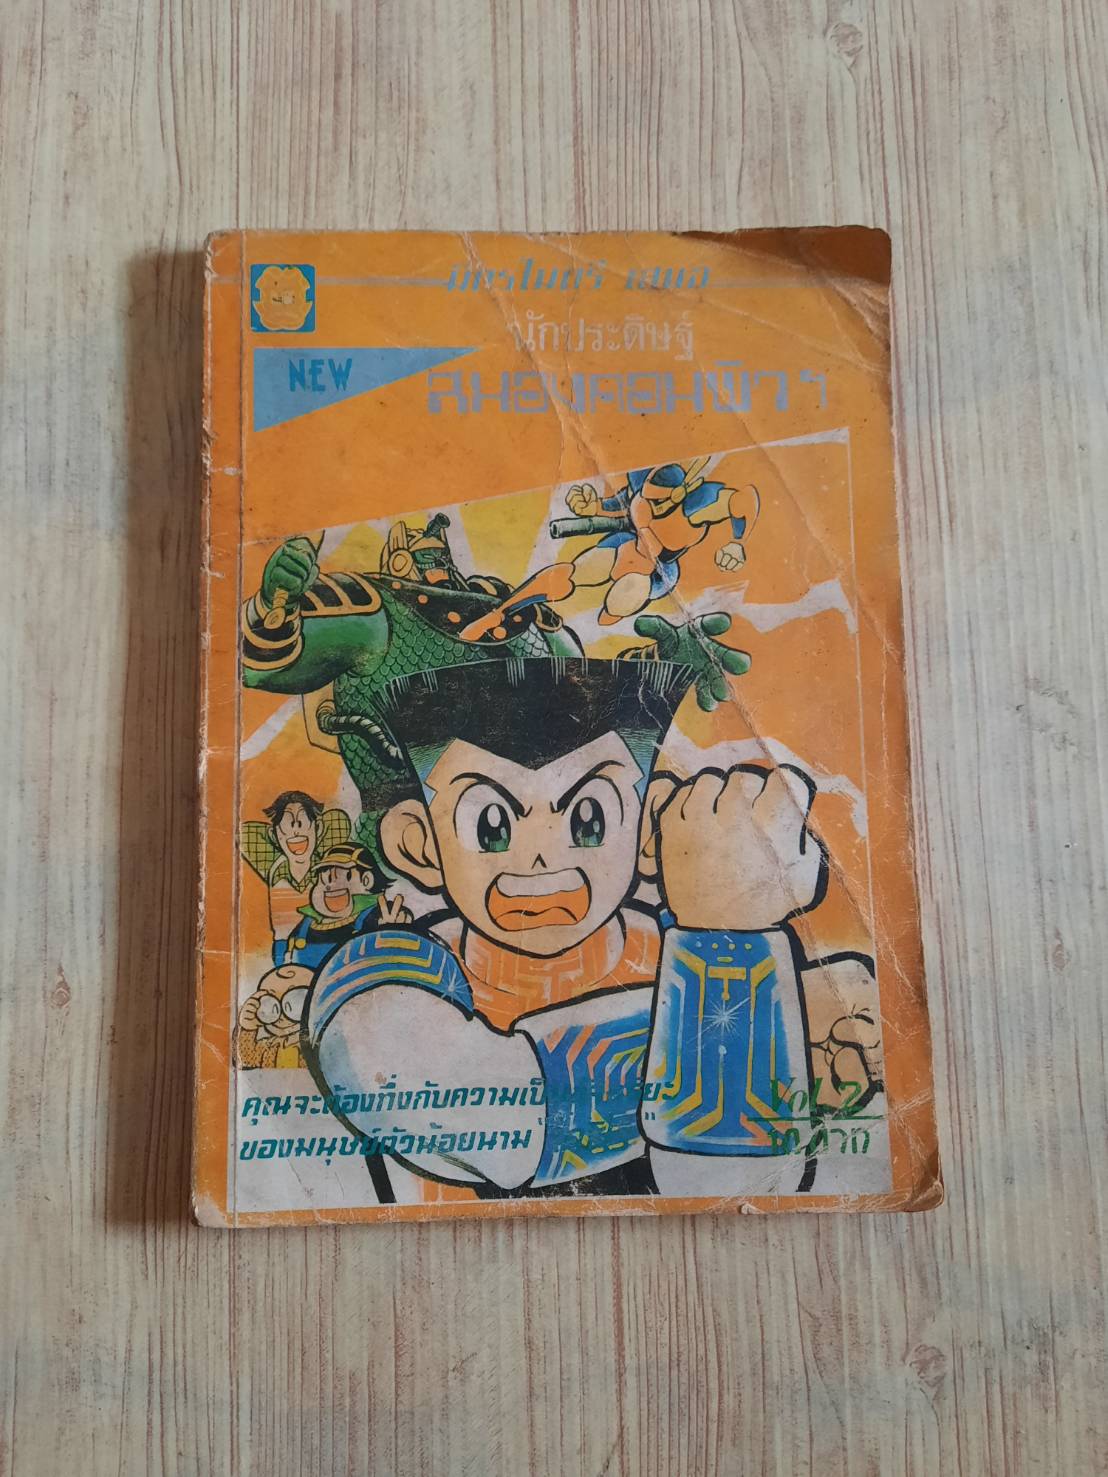 มิตรไมตรี เสมอ
นักประดิษฐ์
NEW
สมองคอมพิวฯ
คุณจะต้องทึ่งกับความเป็น
ของมนุษย์ตัวน้อยนาม
Vol. 2